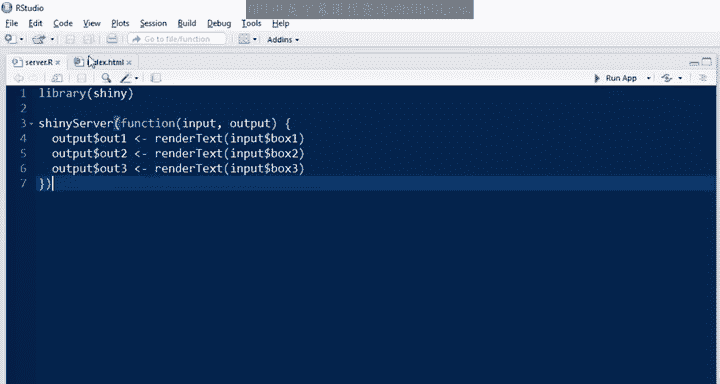 RStudio
File Edit Code View Plots Session Build Debug Tools Help
Go to file/function Addins
server.R index.html
Run App
1 library(shiny)
2
3 shinyServer(function(input, output) {
4 output$out1 <- renderText(input$box1)
5 output$out2 <- renderText(input$box2)
6 output$out3 <- renderText(input$box3)
7 })